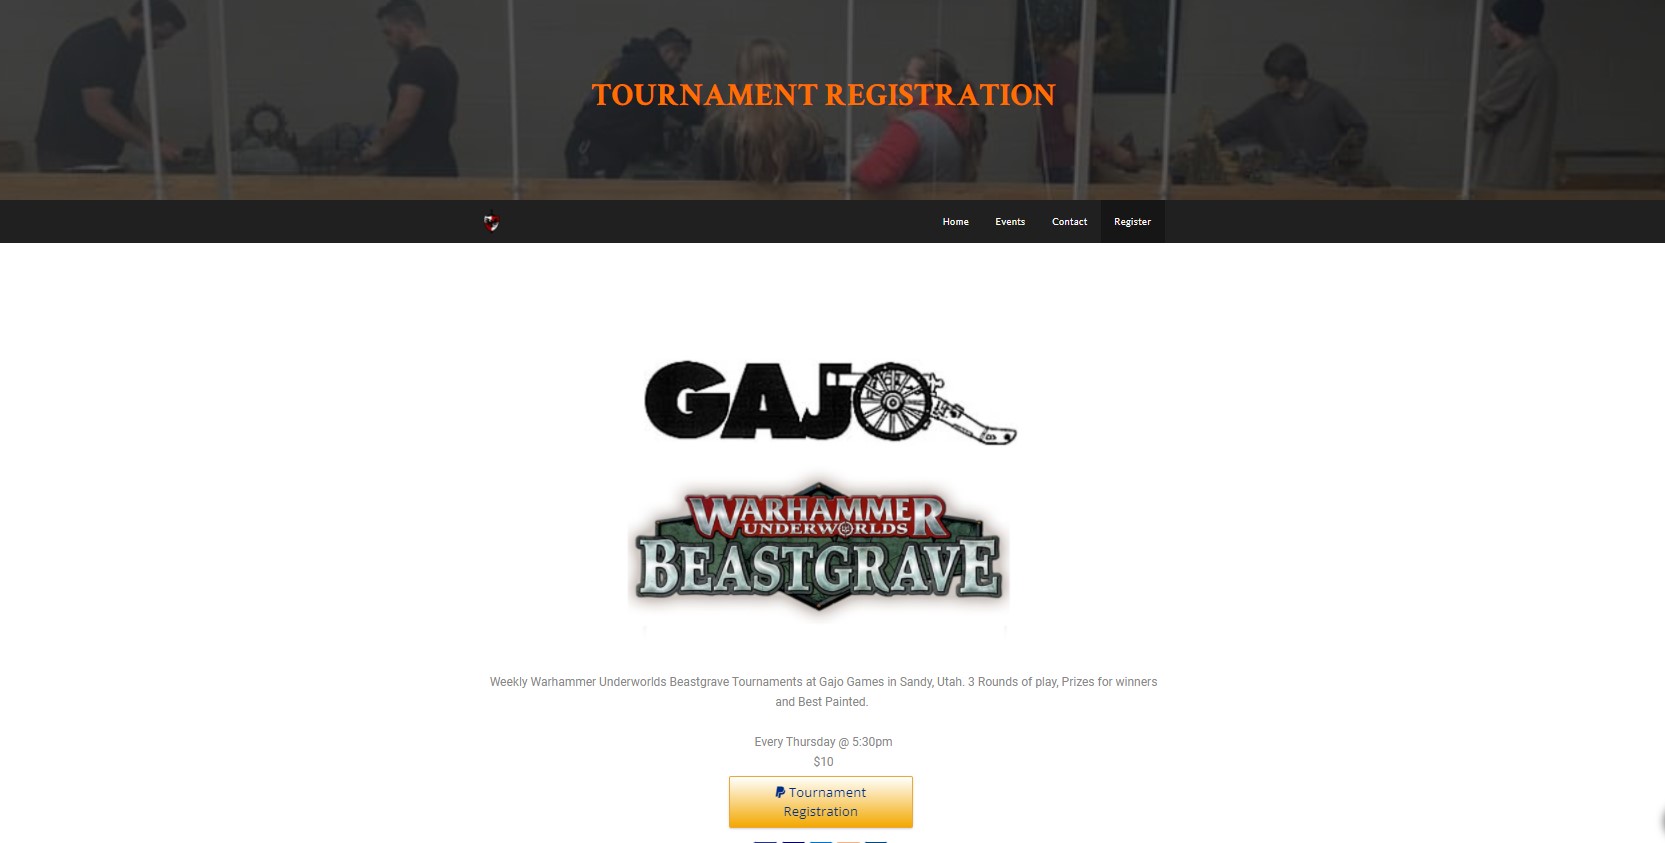 TOURNAMENT REGISTRATION
Home Events Contact Register
GAJO
WARHAMMER
UNDERWORLDS
BEASTGRAVE
Weekly Warhammer Underworlds Beastgrave Tournaments at Gajo Games in Sandy, Utah. 3 Rounds of play, Prizes for winners
and Best Painted.
Every Thursday @ 5:30pm
$10
Tournament
Registration